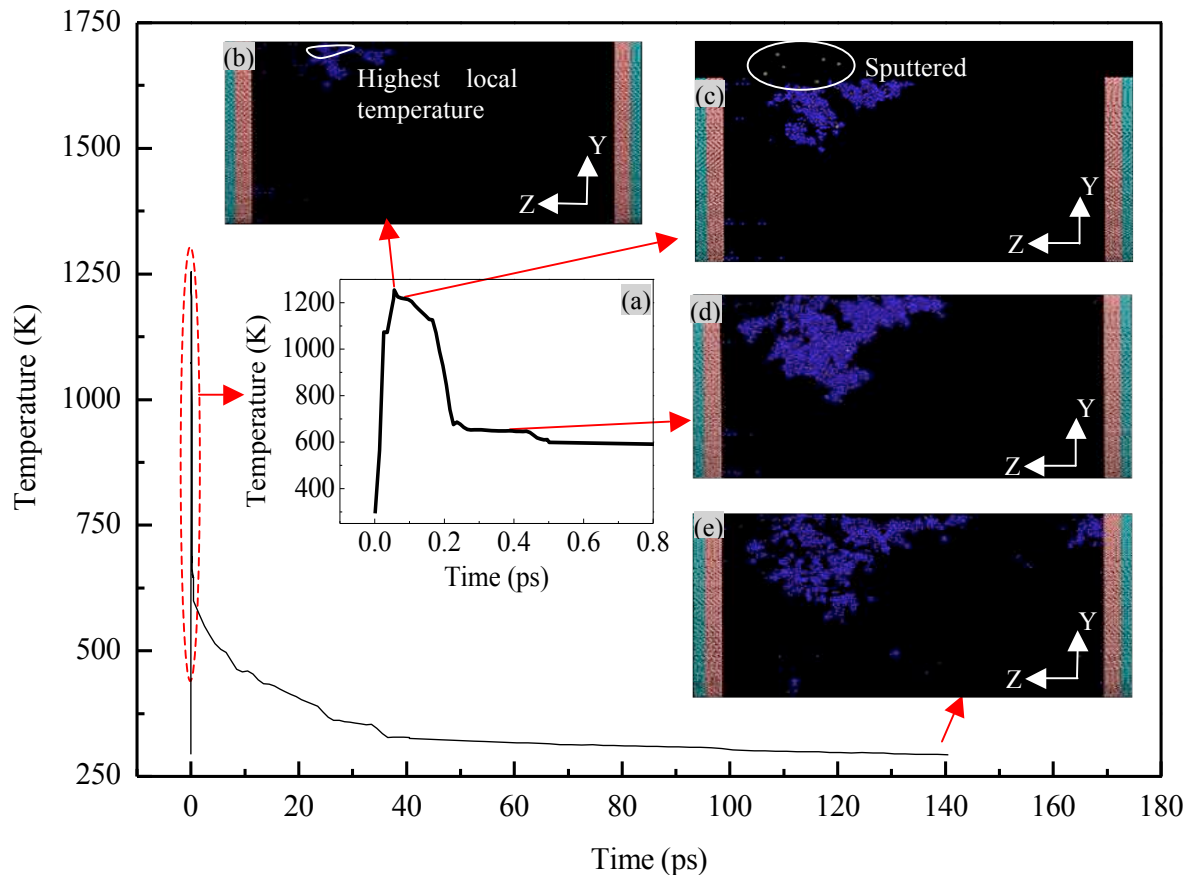 1750
1500
1250
1000
750
500
250
Temperature (K)
0
20
40
60
80
100
120
140
160
180
Time (ps)
(b)
Highest local
temperature
Y
Z
(c)
Sputtered
Y
Z
(a)
1200
1000
800
600
400
Temperature (K)
0.0
0.2
0.4
0.6
0.8
Time (ps)
(d)
Y
Z
(e)
Y
Z